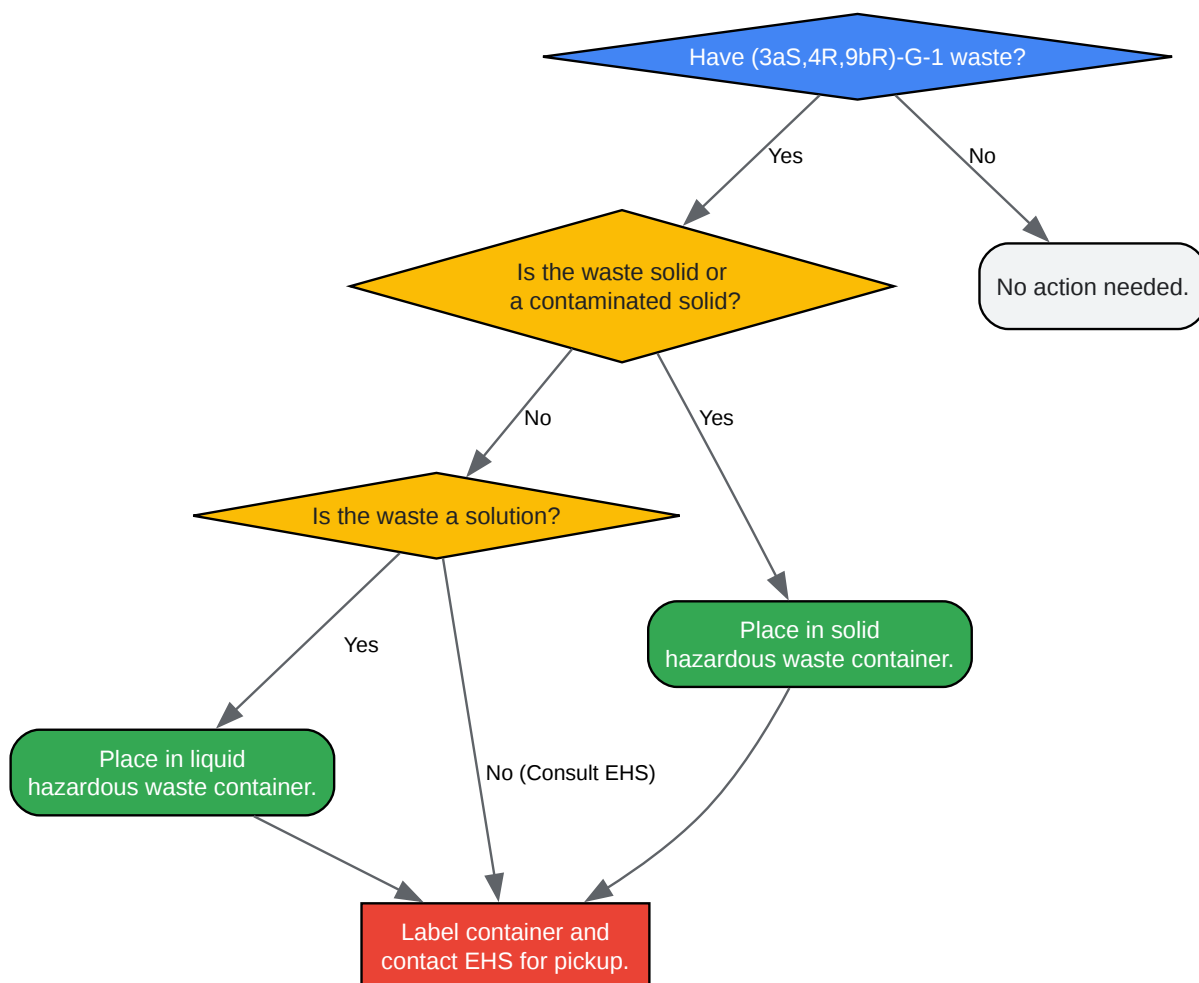 Have (3aS,4R,9bR)-G-1 waste?
Yes
No
Is the waste solid or
a contaminated solid?
No action needed.
No
Yes
Is the waste a solution?
Place in solid
hazardous waste container.
Yes
Place in liquid
hazardous waste container.
No (Consult EHS)
Label container and
contact EHS for pickup.